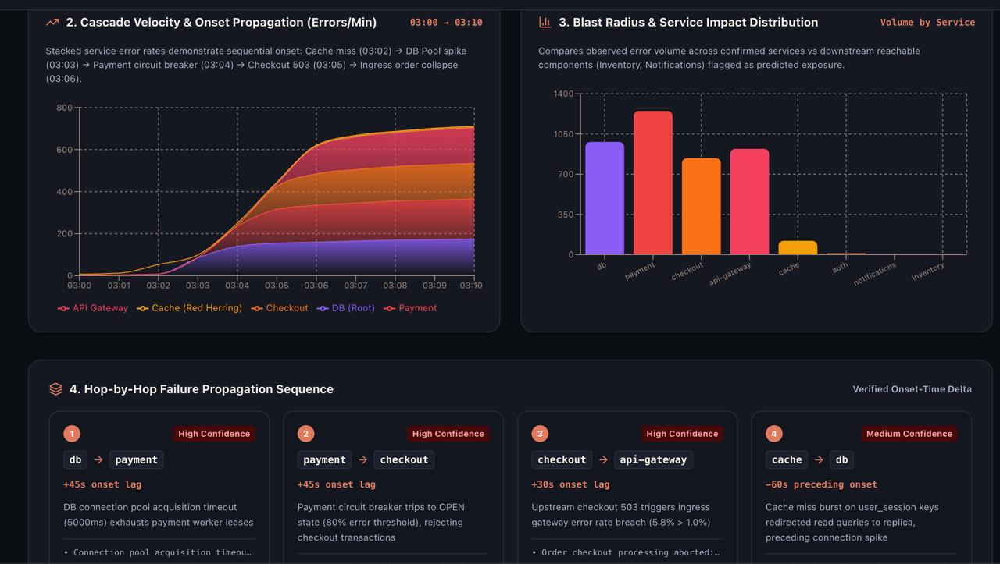 2. Cascade Velocity & Onset Propagation (Errors/Min)
03:00 → 03:10
Stacked service error rates demonstrate sequential onset: Cache miss (03:02) → DB Pool spike
(03:03) → Payment circuit breaker (03:04) → Checkout 503 (03:05) → Ingress order collapse
(03:06).
800
600
400
200
0
03:00 03:01 03:02 03:03 03:04 03:05 03:06 03:07 03:08 03:09 03:10
API Gateway Cache (Red Herring) Checkout DB (Root) Payment
3. Blast Radius & Service Impact Distribution
Volume by Service
Compares observed error volume across confirmed services vs downstream reachable
components (Inventory, Notifications) flagged as predicted exposure.
1400
1050
700
350
0
db payment checkout api-gateway cache auth notifications inventory
4. Hop-by-Hop Failure Propagation Sequence
Verified Onset-Time Delta
1 High Confidence
db → payment
+45s onset lag
DB connection pool acquisition timeout
(5000ms) exhausts payment worker leases
• Connection pool acquisition timeou…
2 High Confidence
payment → checkout
+45s onset lag
Payment circuit breaker trips to OPEN
state (80% error threshold), rejecting
checkout transactions
3 High Confidence
checkout → api-gateway
+30s onset lag
Upstream checkout 503 triggers ingress
gateway error rate breach (5.8% > 1.0%)
• Order checkout processing aborted:…
4 Medium Confidence
cache → db
-60s preceding onset
Cache miss burst on user_session keys
redirected read queries to replica,
preceding connection spike